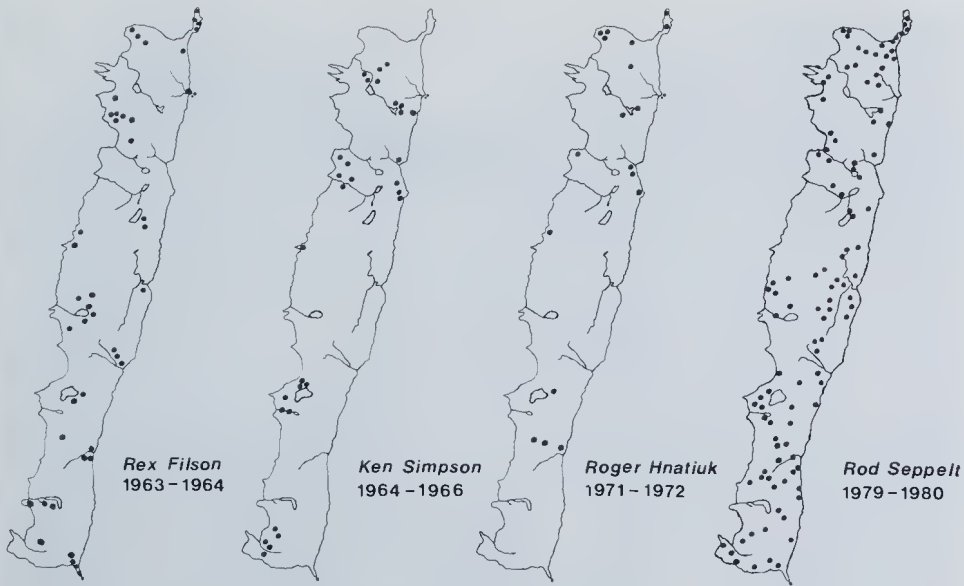 Rex Filson
1963-1964
Ken Simpson
1964-1966
Roger Hnatiuk
1971-1972
Rod Seppelt
1979-1980